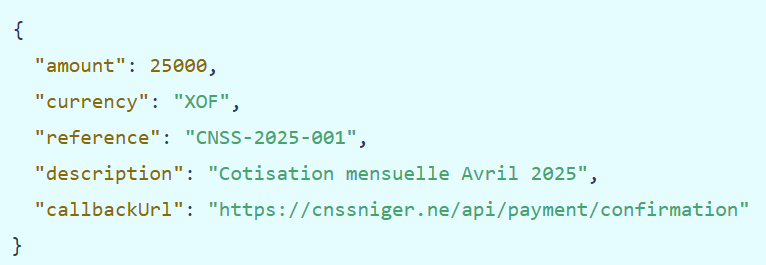 {
  "amount": 25000,
  "currency": "XOF",
  "reference": "CNSS-2025-001",
  "description": "Cotisation mensuelle Avril 2025",
  "callbackUrl": "https://cnssniger.ne/api/payment/confirmation"
}